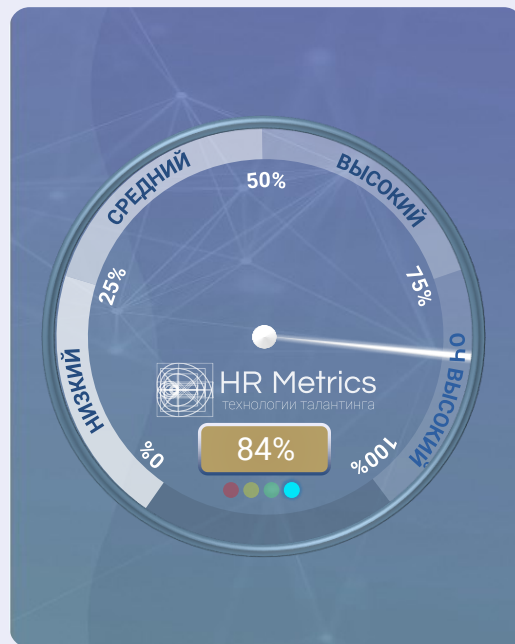 50%
СРЕДНИЙ
ВЫСОКИЙ
25%
75%
НИЗКИЙ
ОЧ ВЫСОКИЙ
HR Metrics
технологии талантинга
0%
84%
100%